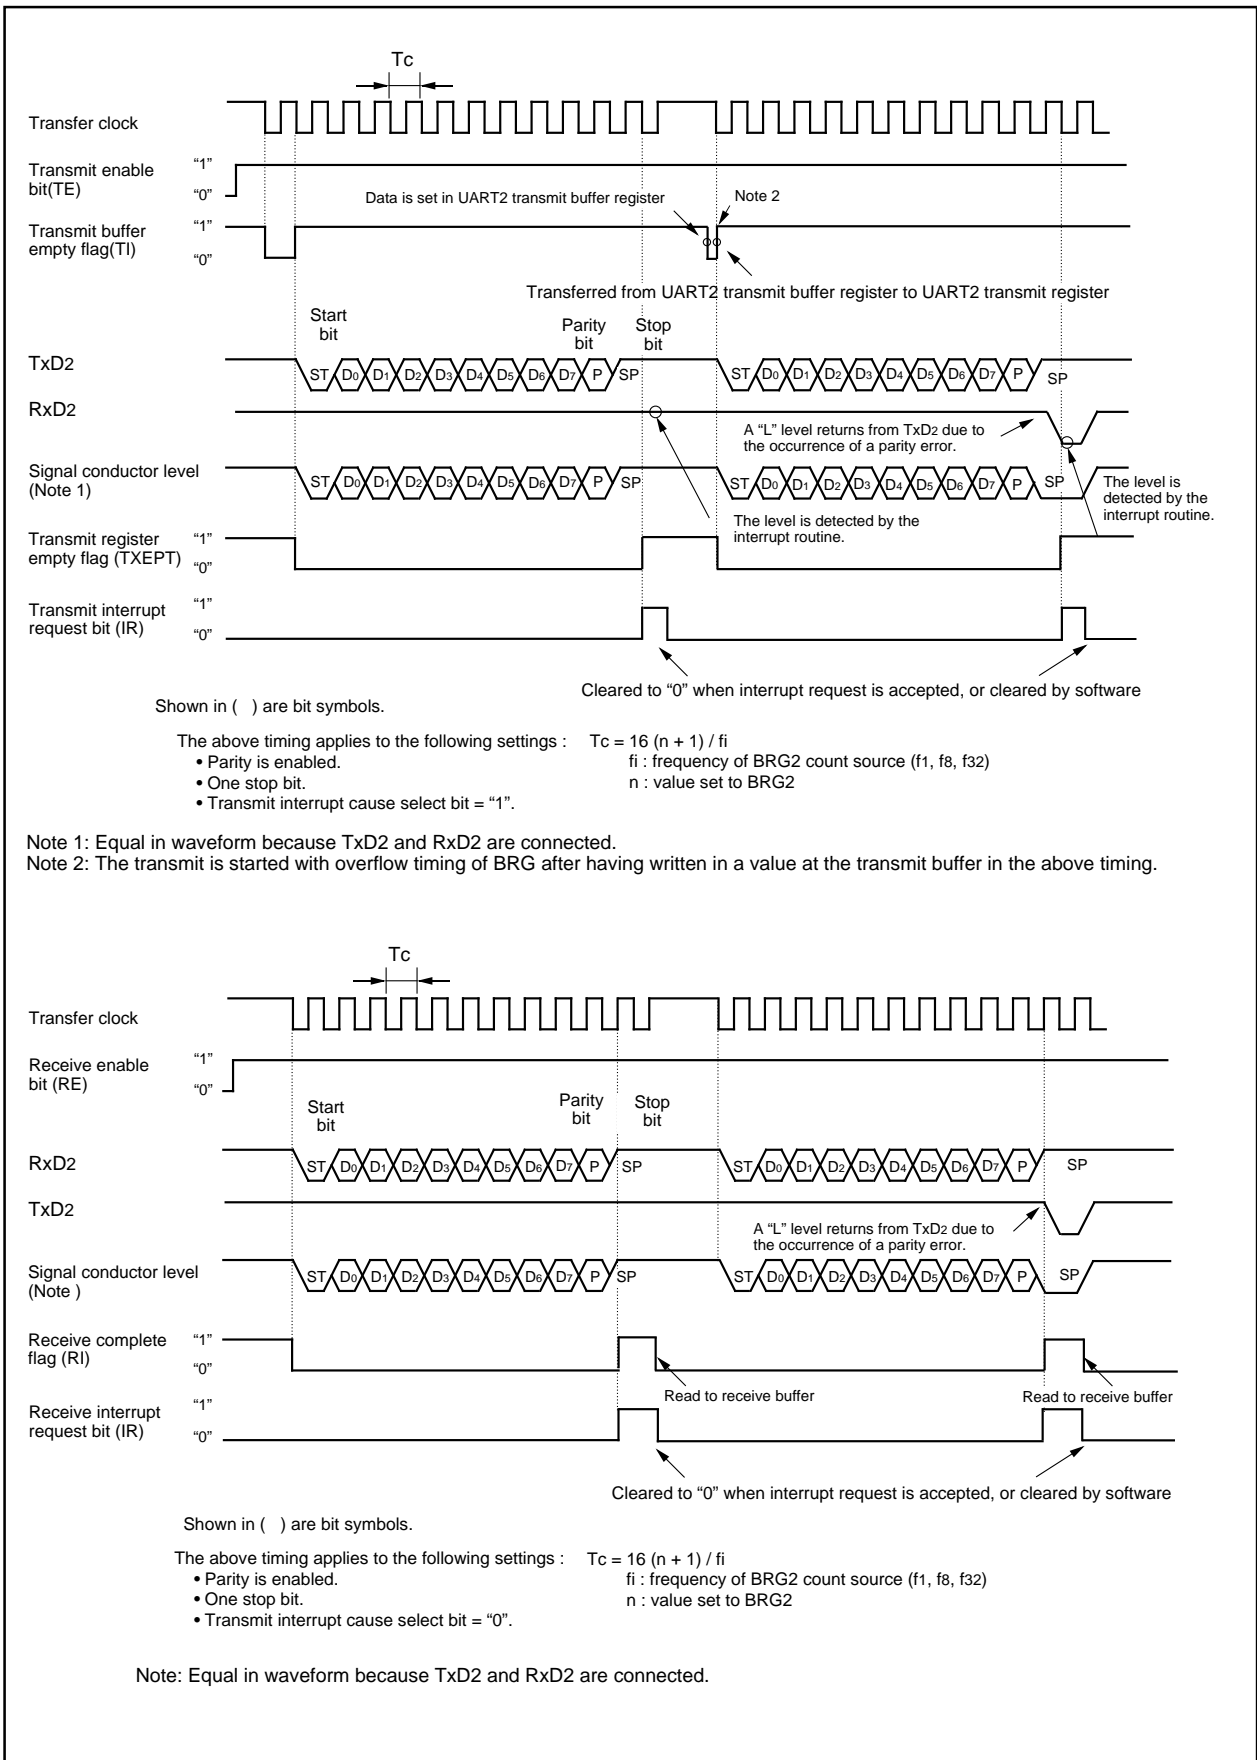 Tc
Transfer clock
Transmit enable
bit(TE)
“1”
“0”
Data is set in UART2 transmit buffer register
Note 2
Transmit buffer
empty flag(TI)
“1”
“0”
Transferred from UART2 transmit buffer register to UART2 transmit register
Start
bit
Parity
bit
Stop
bit
TxD2
ST D0 D1 D2 D3 D4 D5 D6 D7 P SP
ST D0 D1 D2 D3 D4 D5 D6 D7 P SP
RxD2
A “L” level returns from TxD2 due to
the occurrence of a parity error.
Signal conductor level
(Note 1)
ST D0 D1 D2 D3 D4 D5 D6 D7 P SP
ST D0 D1 D2 D3 D4 D5 D6 D7 P SP
The level is
detected by the
interrupt routine.
The level is detected by the
interrupt routine.
Transmit register
empty flag (TXEPT)
“1”
“0”
Transmit interrupt
request bit (IR)
“1”
“0”
Cleared to “0” when interrupt request is accepted, or cleared by software
Shown in ( ) are bit symbols.
The above timing applies to the following settings :
• Parity is enabled.
• One stop bit.
• Transmit interrupt cause select bit = “1”.
Tc = 16 (n + 1) / fi
fi : frequency of BRG2 count source (f1, f8, f32)
n : value set to BRG2
Note 1: Equal in waveform because TxD2 and RxD2 are connected.
Note 2: The transmit is started with overflow timing of BRG after having written in a value at the transmit buffer in the above timing.
Tc
Transfer clock
Receive enable
bit (RE)
“1”
“0”
Start
bit
Parity
bit
Stop
bit
RxD2
ST D0 D1 D2 D3 D4 D5 D6 D7 P SP
ST D0 D1 D2 D3 D4 D5 D6 D7 P SP
TxD2
A “L” level returns from TxD2 due to
the occurrence of a parity error.
Signal conductor level
(Note )
ST D0 D1 D2 D3 D4 D5 D6 D7 P SP
ST D0 D1 D2 D3 D4 D5 D6 D7 P SP
Receive complete
flag (RI)
“1”
“0”
Read to receive buffer
Read to receive buffer
Receive interrupt
request bit (IR)
“1”
“0”
Cleared to “0” when interrupt request is accepted, or cleared by software
Shown in ( ) are bit symbols.
The above timing applies to the following settings :
• Parity is enabled.
• One stop bit.
• Transmit interrupt cause select bit = “0”.
Tc = 16 (n + 1) / fi
fi : frequency of BRG2 count source (f1, f8, f32)
n : value set to BRG2
Note: Equal in waveform because TxD2 and RxD2 are connected.